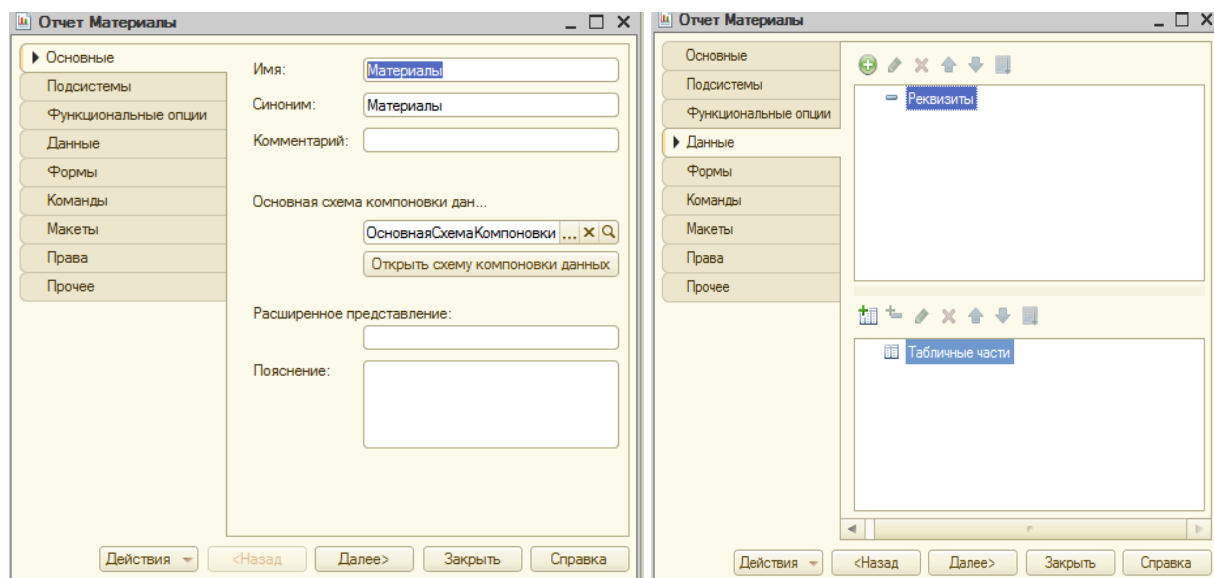 Отчет Материалы
Основные
Подсистемы
Функциональные опции
Данные
Формы
Команды
Макеты
Права
Прочее
Имя:
Материалы
Синоним:
Материалы
Комментарий:
Основная схема компоновки дан...
ОсновнаяСхемаКомпоновки ...
Открыть схему компоновки данных
Расширенное представление:
Пояснение:
Действия
<Назад
Далее>
Закрыть
Справка
Отчет Материалы
Основные
Подсистемы
Функциональные опции
Данные
Формы
Команды
Макеты
Права
Прочее
Реквизиты
Табличные части
Действия
<Назад
Далее>
Закрыть
Справка